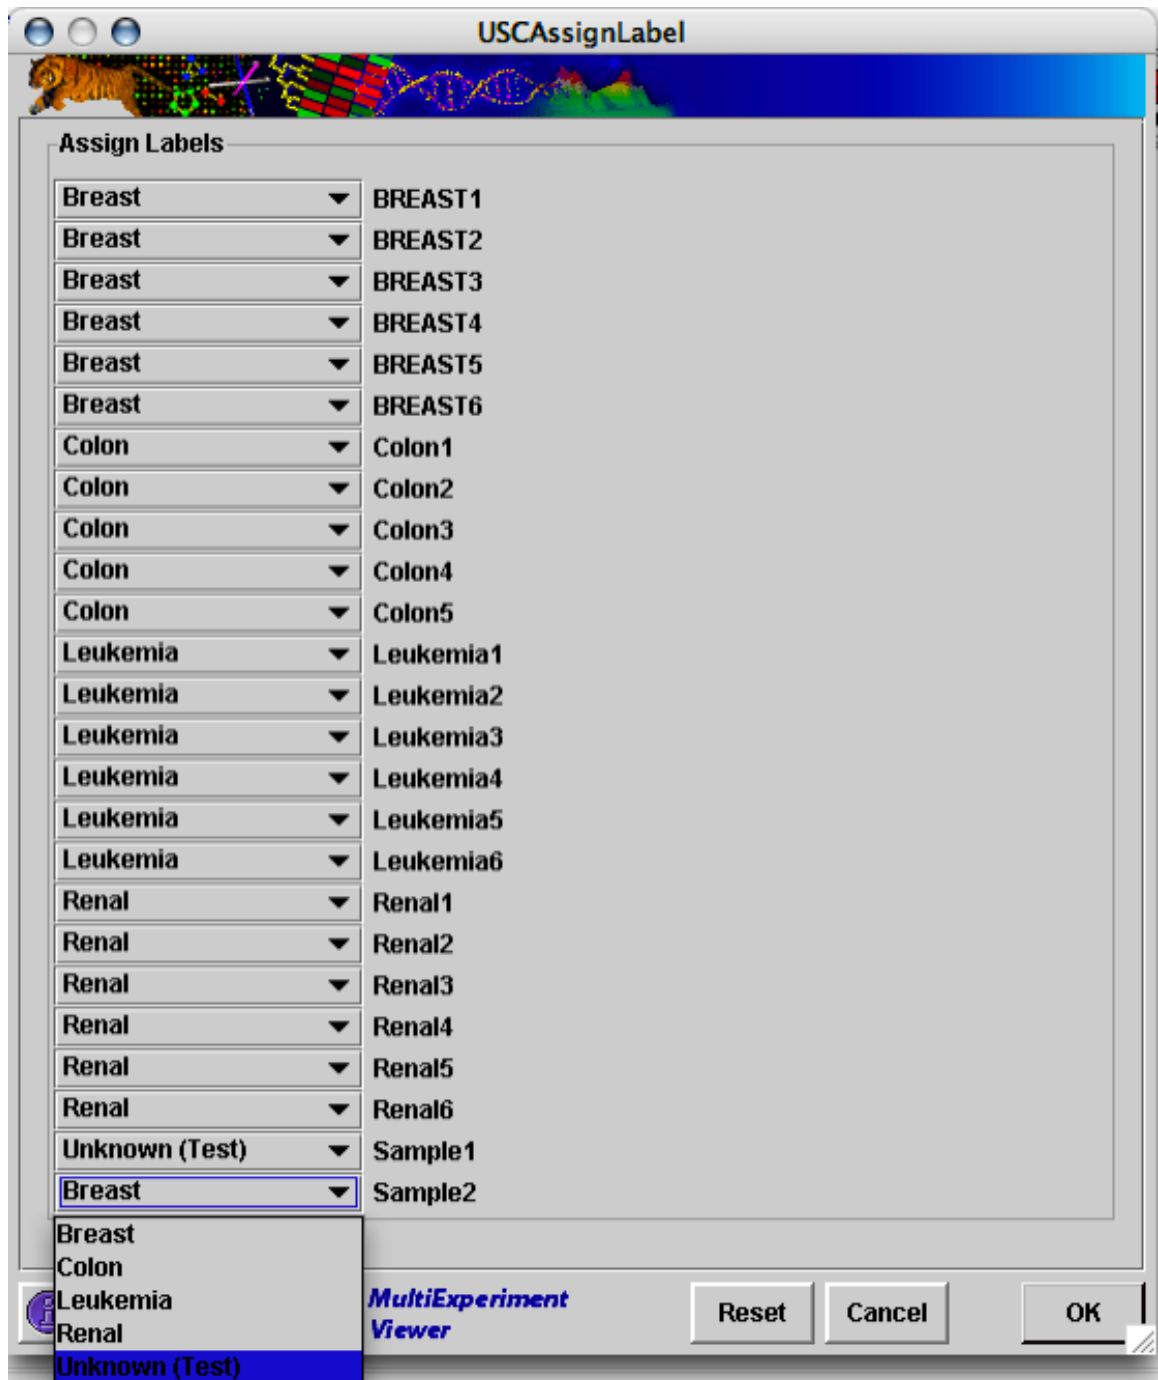 USCAssignLabel
Assign Labels
Breast BREAST1
Breast BREAST2
Breast BREAST3
Breast BREAST4
Breast BREAST5
Breast BREAST6
Colon Colon1
Colon Colon2
Colon Colon3
Colon Colon4
Colon Colon5
Leukemia Leukemia1
Leukemia Leukemia2
Leukemia Leukemia3
Leukemia Leukemia4
Leukemia Leukemia5
Leukemia Leukemia6
Renal Renal1
Renal Renal2
Renal Renal3
Renal Renal4
Renal Renal5
Renal Renal6
Unknown (Test) Sample1
Breast Sample2
Breast
Colon
Leukemia
Renal
Unknown (Test)
MultiExperiment
Viewer
Reset Cancel OK